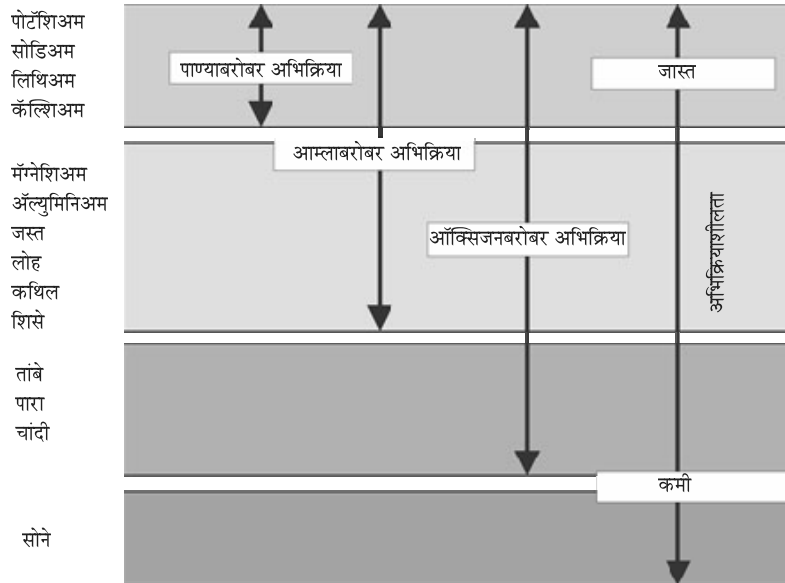 पोटॅशिअम
सोडिअम
लिथिअम
कॅल्शिअम
मॅग्नेशिअम
ॲल्युमिनिअम
जस्त
लोह
कथिल
शिसे
तांबे
पारा
चांदी
सोने
पाण्याबरोबर अभिक्रिया
आम्लाबरोबर अभिक्रिया
ऑक्सिजनबरोबर अभिक्रिया
जास्त
अभिक्रियाशीलता
कमी